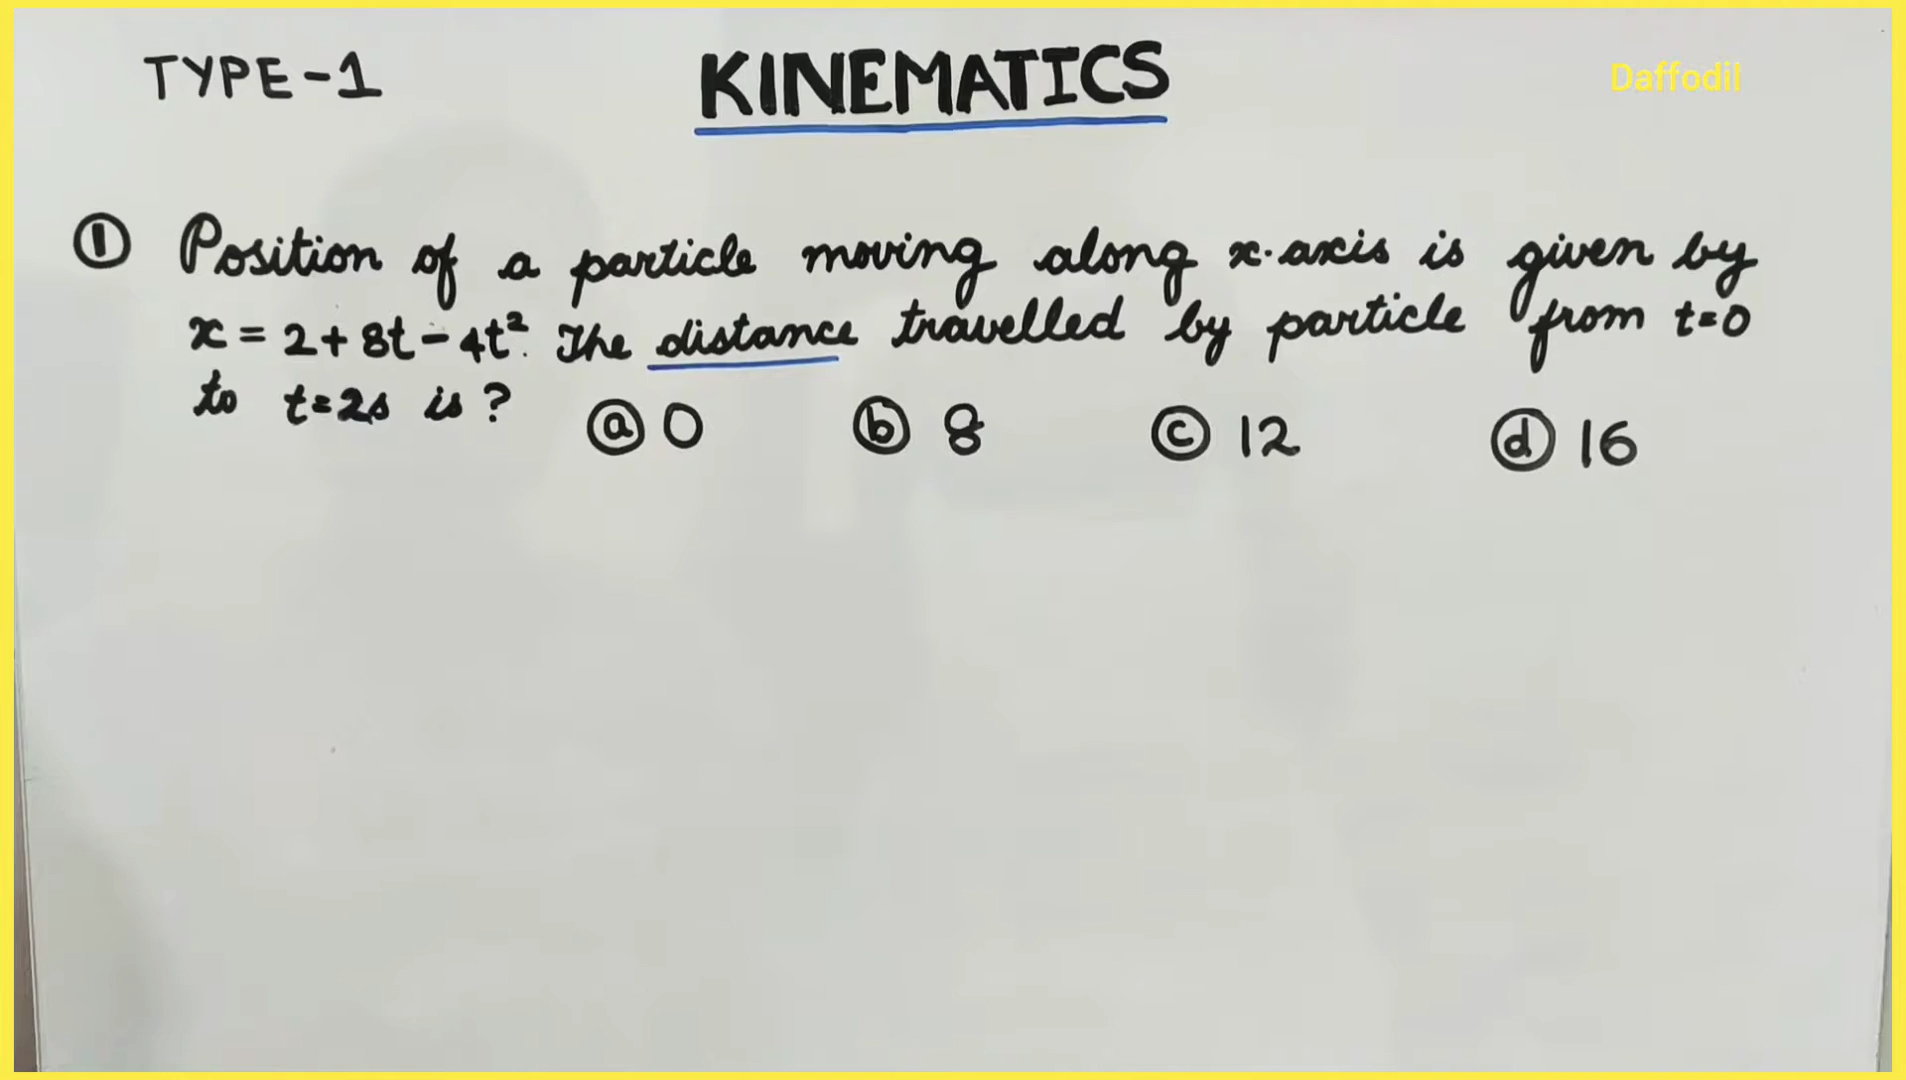 TYPE-1 KINEMATICS Daffodil
① Position of a particle moving along x-axis is given by
x = 2 + 8t - 4t². The distance travelled by particle from t=0
to t=2s is? ⓐ 0 ⓑ 8 ⓒ 12 ⓓ 16